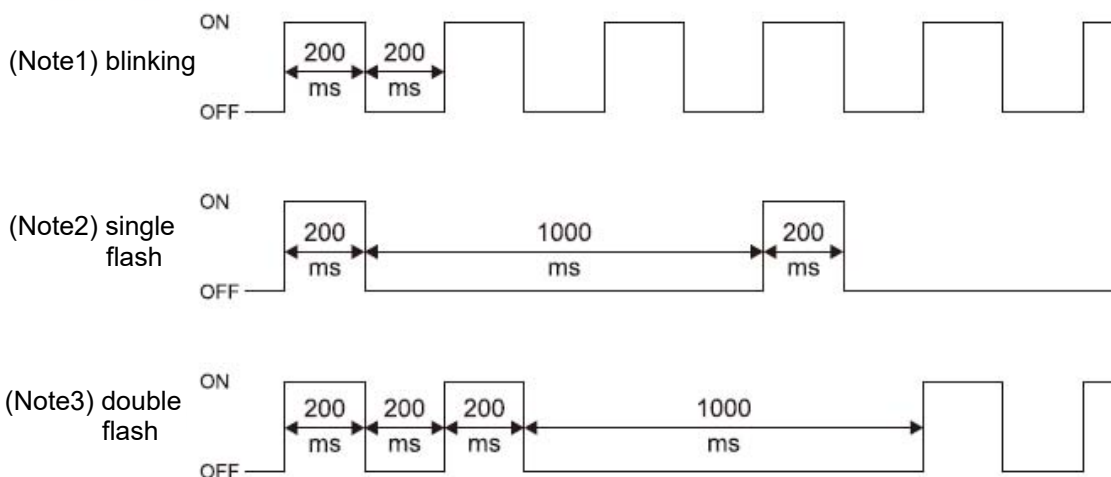 ON
(Note1) blinking
200
200
ms
ms
OFF
ON
(Note2) single
flash
200
1000
200
ms
ms
ms
OFF
ON
(Note3) double
flash
200
200
200
1000
ms
ms
ms
ms
OFF